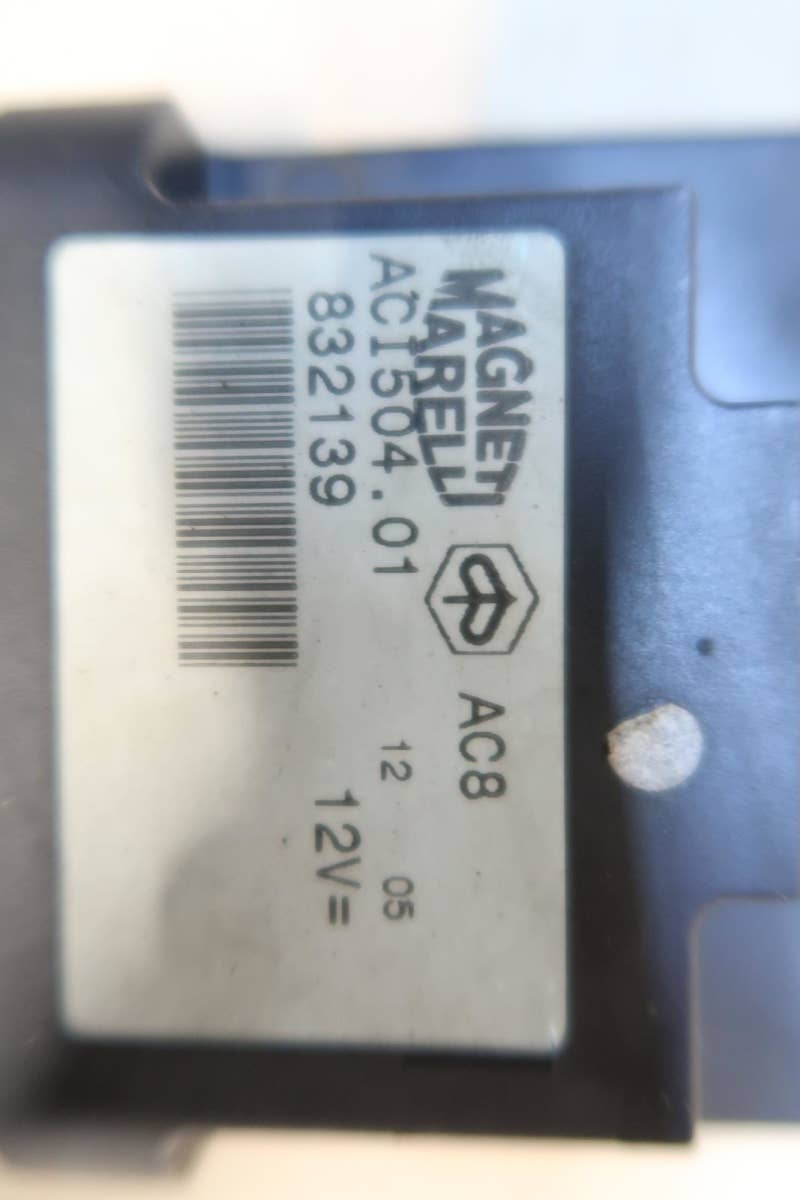 MAGNETI
MARELLI
AC8
ACI504.01
12 05
832139
12V=